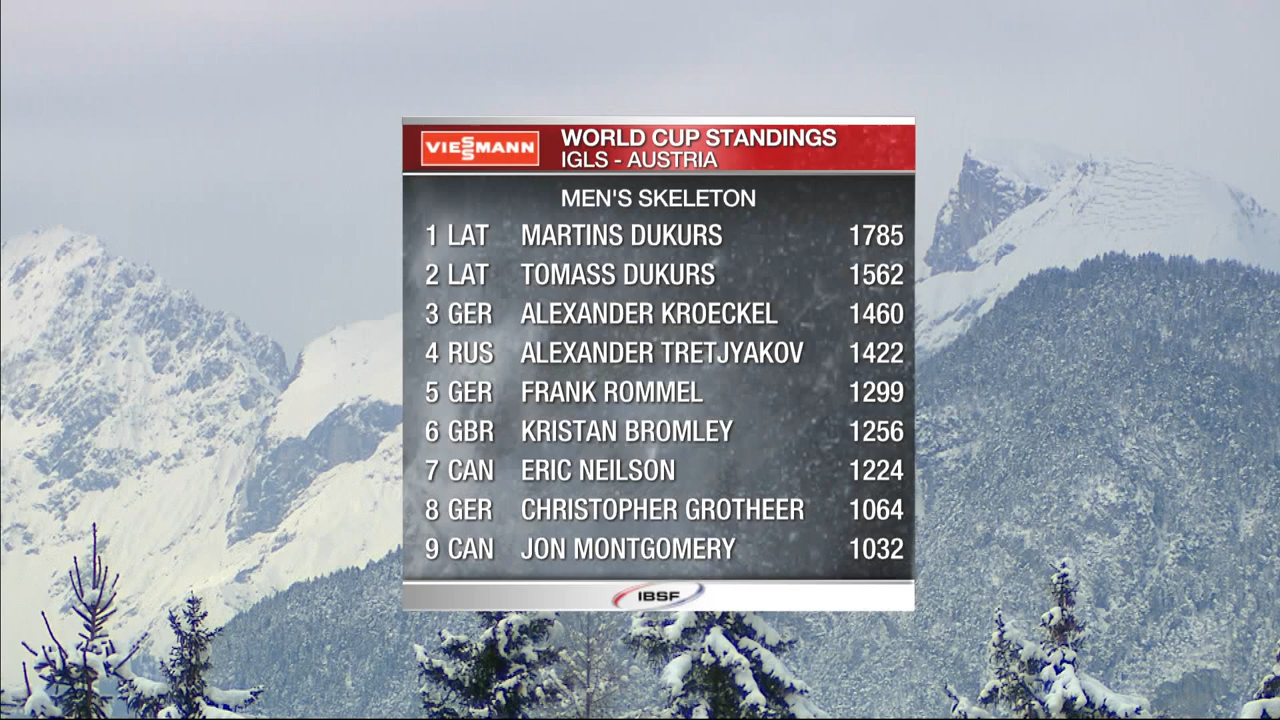 VIESSMANN
WORLD CUP STANDINGS
IGLS - AUSTRIA
MEN'S SKELETON
1 LAT MARTINS DUKURS 1785
2 LAT TOMASS DUKURS 1562
3 GER ALEXANDER KROECKEL 1460
4 RUS ALEXANDER TRETJYAKOV 1422
5 GER FRANK ROMMEL 1299
6 GBR KRISTAN BROMLEY 1256
7 CAN ERIC NEILSON 1224
8 GER CHRISTOPHER GROTHEER 1064
9 CAN JON MONTGOMERY 1032
IBSF